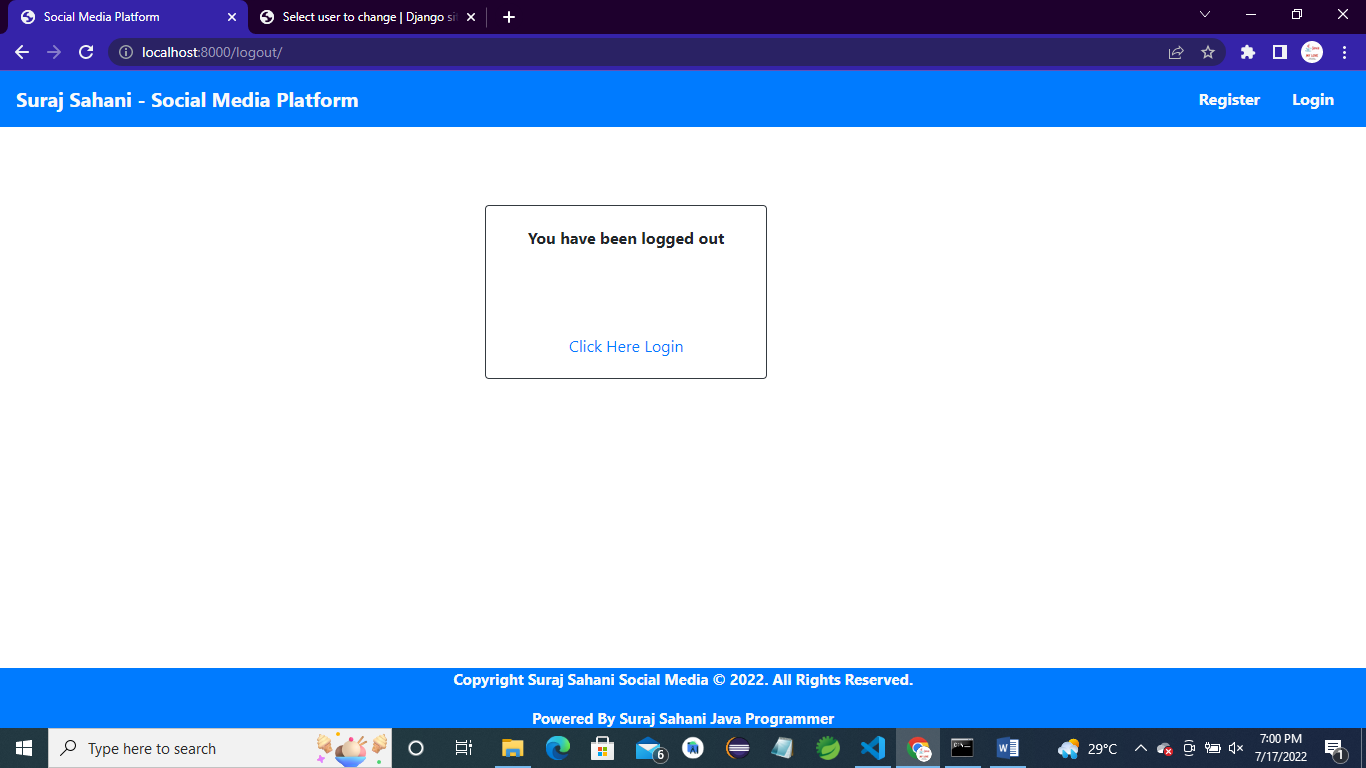 Social Media Platform
Select user to change | Django si
localhost:8000/logout/
Suraj Sahani - Social Media Platform
Register
Login
You have been logged out
Click Here Login
Copyright Suraj Sahani Social Media © 2022. All Rights Reserved.
Powered By Suraj Sahani Java Programmer
Type here to search
6
29°C
7:00 PM
7/17/2022
1